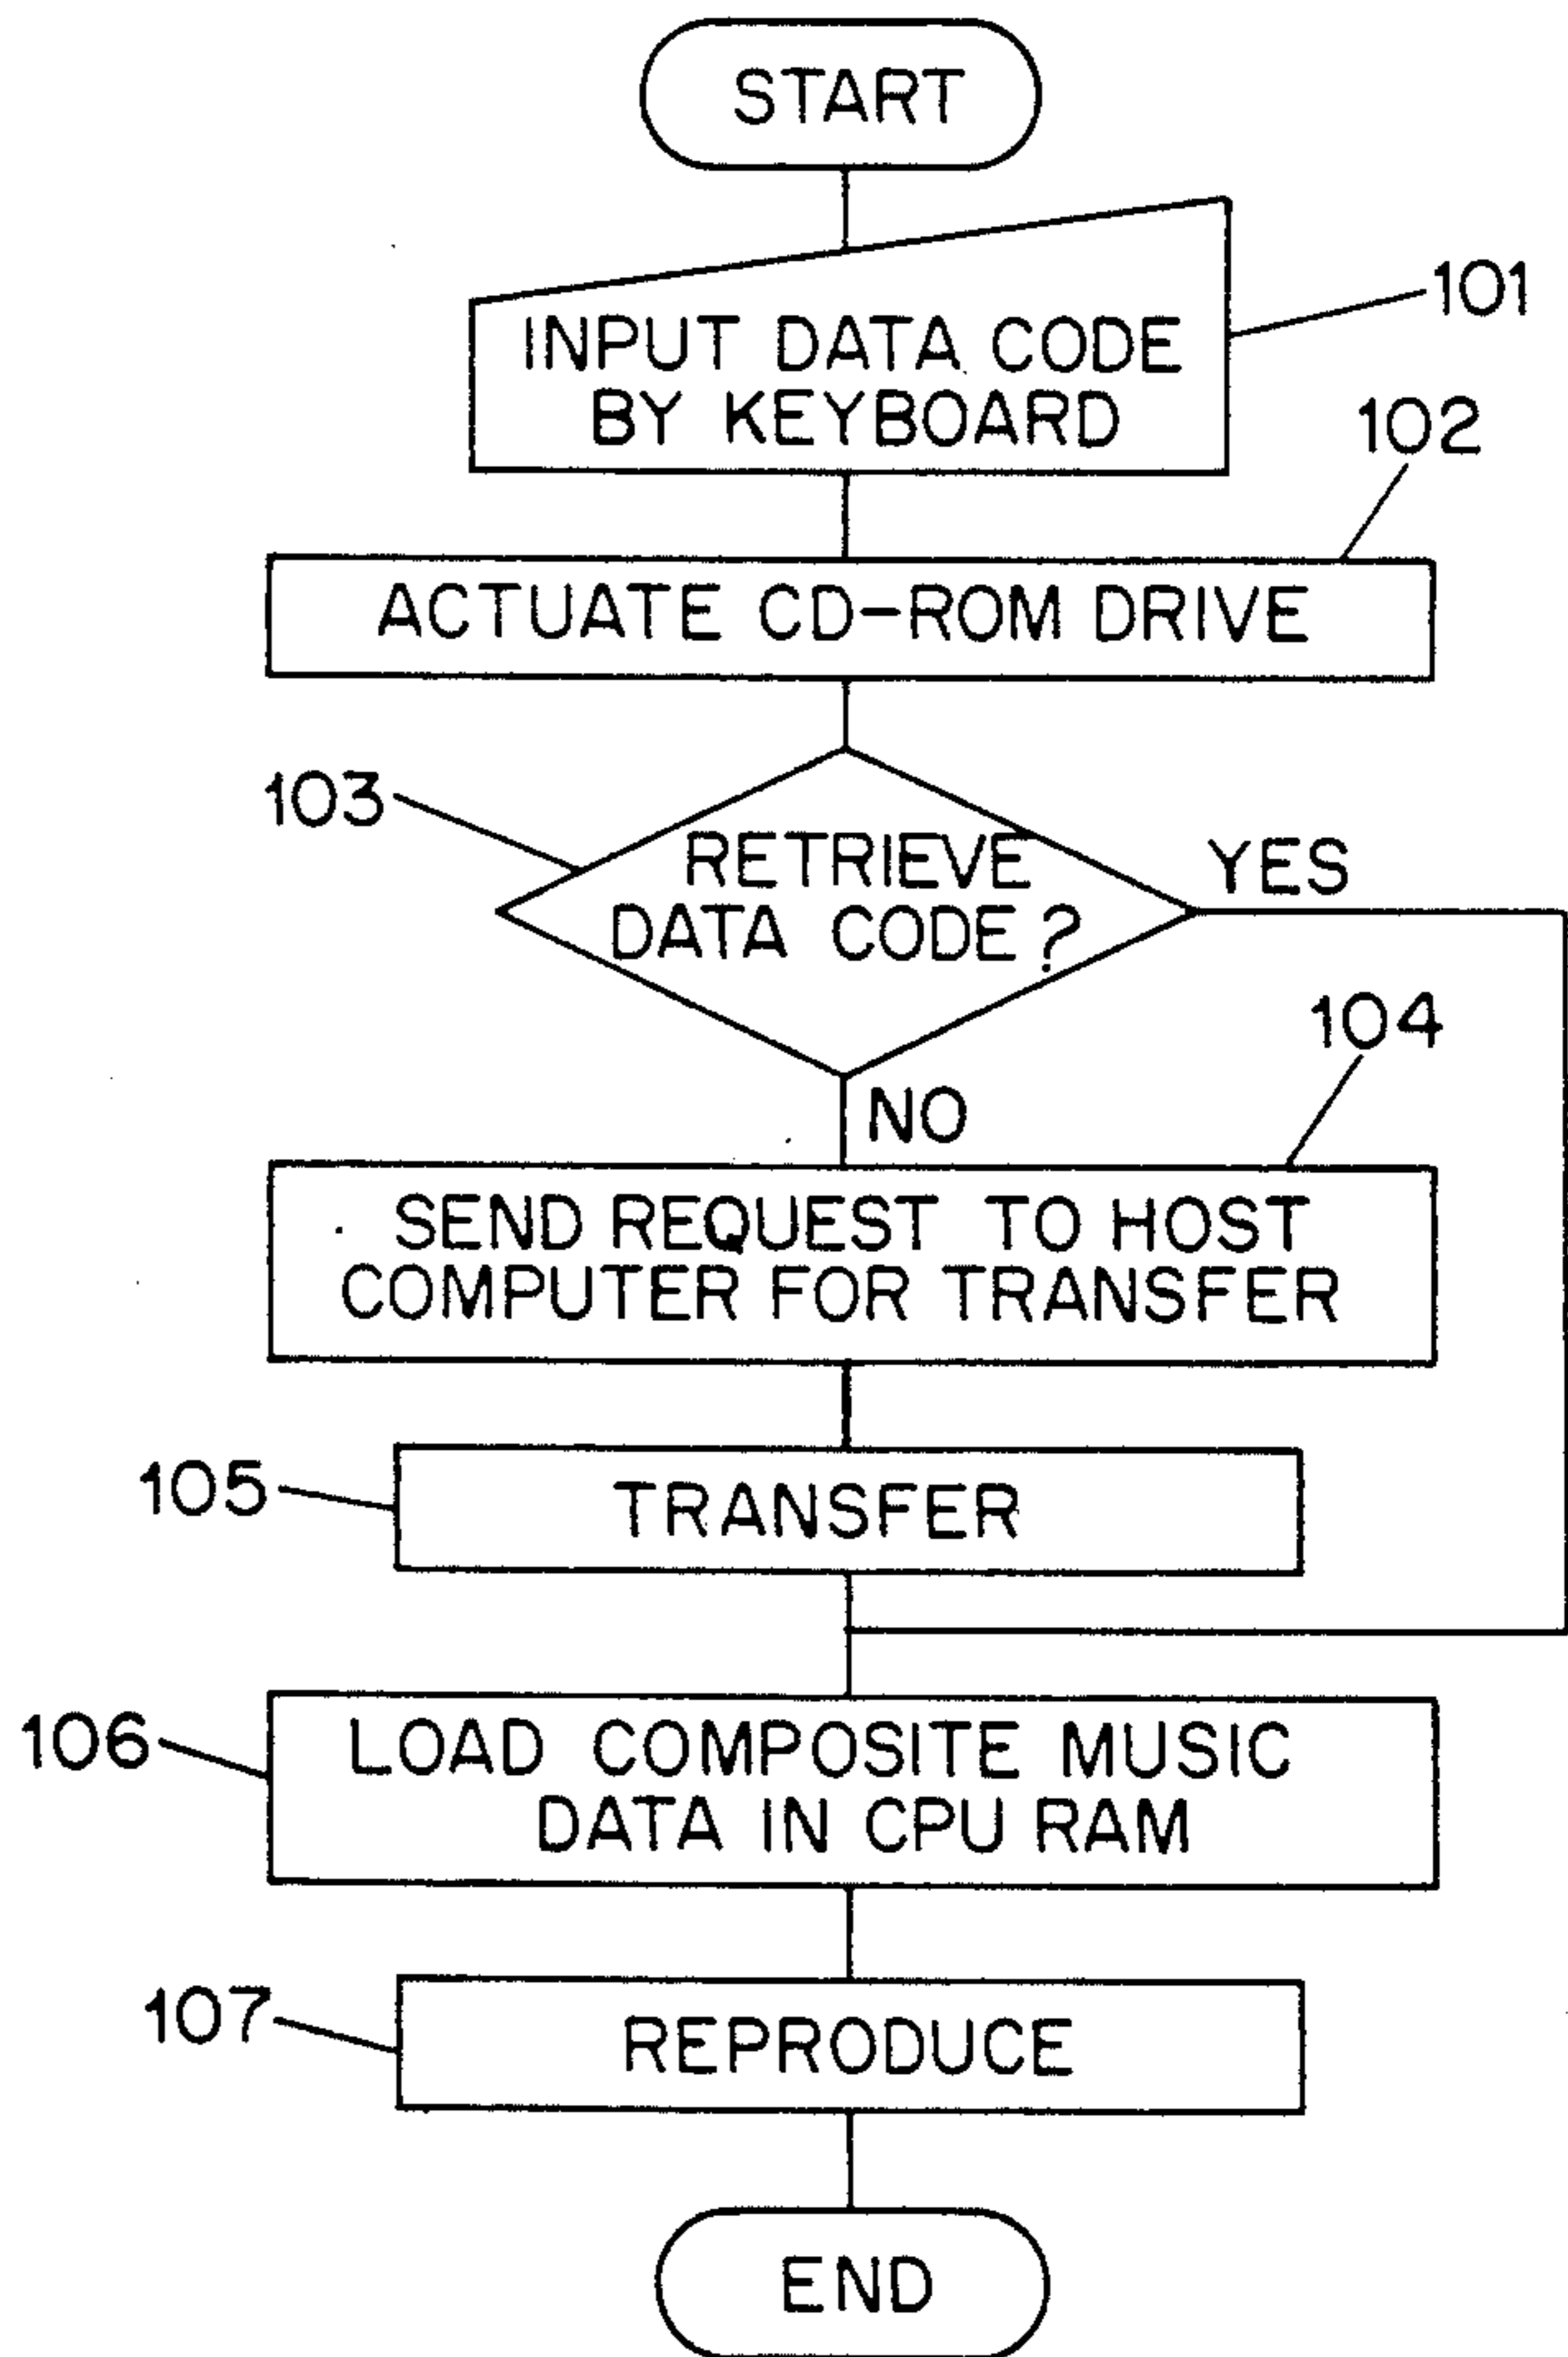 START
101
INPUT DATA CODE
BY KEYBOARD
102
ACTUATE CD-ROM DRIVE
103
RETRIEVE
DATA CODE?
YES
NO
104
SEND REQUEST TO HOST
COMPUTER FOR TRANSFER
105
TRANSFER
106
LOAD COMPOSITE MUSIC
DATA IN CPU RAM
107
REPRODUCE
END